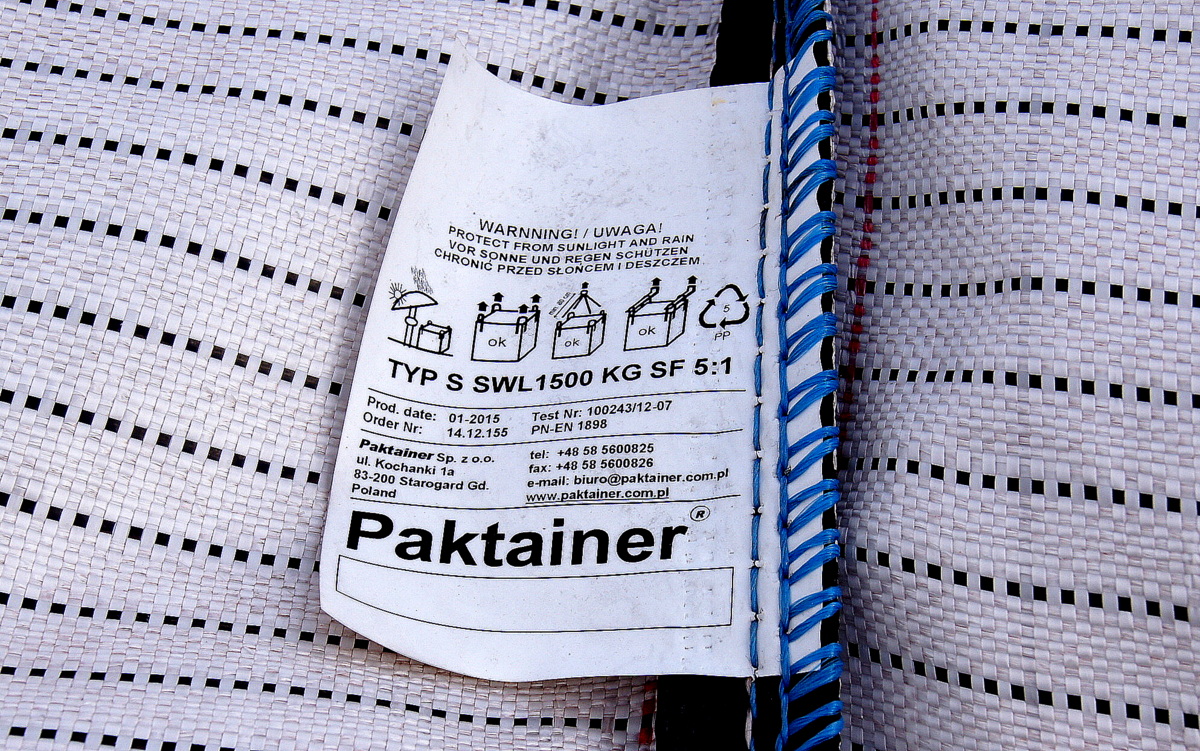 WARNNING! / UWAGA!
PROTECT FROM SUNLIGHT AND RAIN
VOR SONNE UND REGEN SCHÜTZEN
CHRONIĆ PRZED SŁOŃCEM I DESZCZEM
ok
ok
ok
5
PP
TYP S SWL1500 KG SF 5:1
Prod. date: 01-2015 Test Nr: 100243/12-07
Order Nr: 14.12.155 PN-EN 1898
Paktainer Sp. z o.o.
ul. Kochanki 1a
83-200 Starogard Gd.
Poland
tel: +48 58 5600825
fax: +48 58 5600826
e-mail: biuro@paktainer.com.pl
www.paktainer.com.pl
Paktainer®